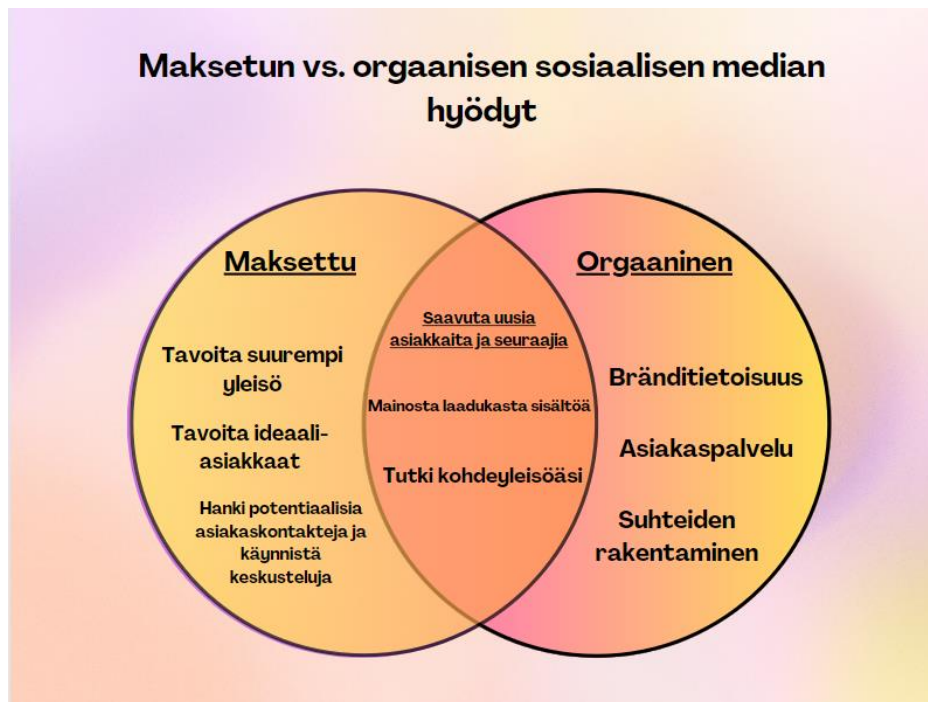 Maksetun vs. orgaanisen sosiaalisen median
hyödyt
Maksettu
Tavoita suurempi
yleisö
Tavoita ideaali-
asiakkaat
Hanki potentiaalisia
asiakaskontakteja ja
käynnistä
keskusteluja
Saavuta uusia
asiakkaita ja seuraajia
Mainosta laadukasta sisältöä
Tutki kohdeyleisöäsi
Orgaaninen
Bränditietoisuus
Asiakaspalvelu
Suhteiden
rakentaminen